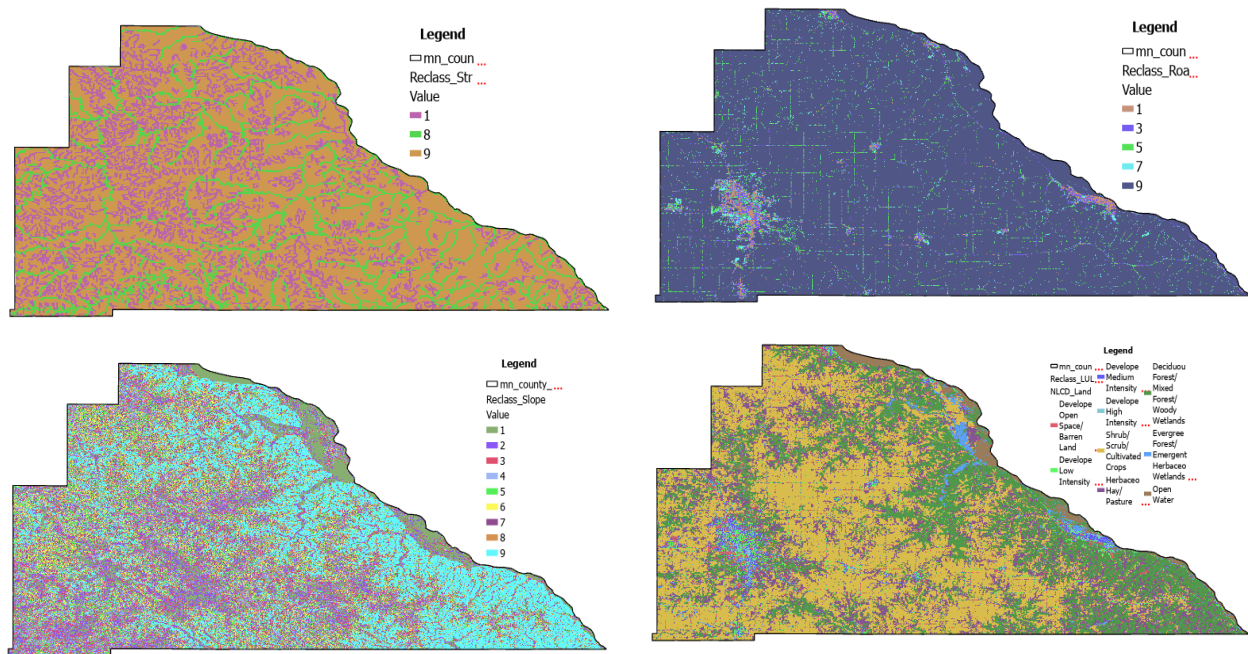 Legend
mn_coun ...
Reclass_Str ...
Value
1
8
9
Legend
mn_coun ...
Reclass_Roa...
Value
1
3
5
7
9
Legend
mn_county_ ...
Reclass_Slope
Value
1
2
3
4
5
6
7
8
9
Legend
mn_coun ...
Reclass_LUL ...
NLCD_Land
Develope
Open
Space/
Barren
Land
Develope
Low
Intensity ...
Develope
Medium
Intensity ...
Develope
High
Intensity ...
Shrub/
Scrub/
Cultivated
Crops
Herbaceo
Hay/
Pasture ...
Deciduou
Forest/
Mixed
Forest/
Woody
Wetlands
Evergree
Forest/
Emergent
Herbaceo
Wetlands ...
Open
Water